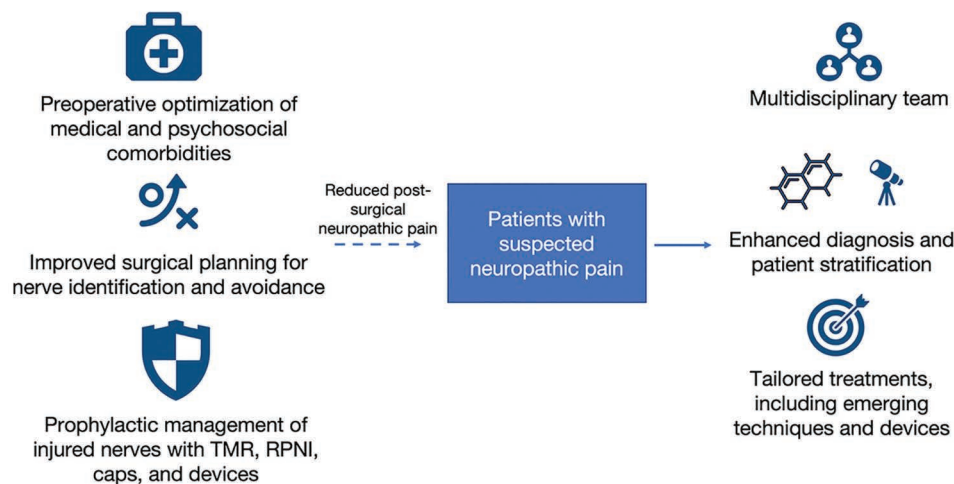 Preoperative optimization of
medical and psychosocial
comorbidities
Improved surgical planning for
nerve identification and avoidance
Prophylactic management of
injured nerves with TMR, RPNI,
caps, and devices
Reduced post-
surgical
neuropathic pain
Patients with
suspected
neuropathic pain
Multidisciplinary team
Enhanced diagnosis and
patient stratification
Tailored treatments,
including emerging
techniques and devices